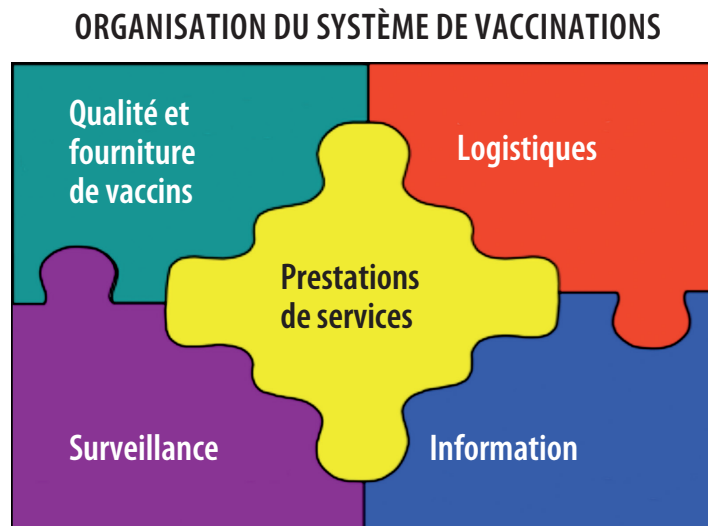 ORGANISATION DU SYSTÈME DE VACCINATIONS
Qualité et
fourniture
de vaccins
Logistiques
Prestations
de services
Surveillance
Information